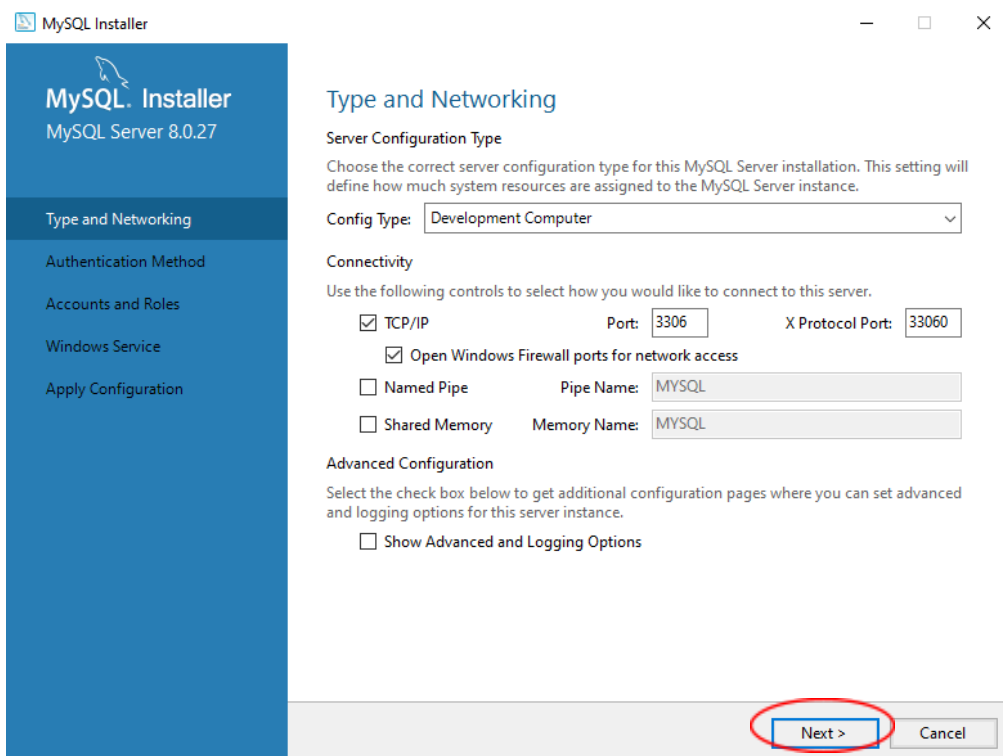 MySQL Installer
MySQL. Installer
MySQL Server 8.0.27
Type and Networking
Authentication Method
Accounts and Roles
Windows Service
Apply Configuration
Type and Networking
Server Configuration Type
Choose the correct server configuration type for this MySQL Server installation. This setting will
define how much system resources are assigned to the MySQL Server instance.
Config Type: Development Computer
Connectivity
Use the following controls to select how you would like to connect to this server.
TCP/IP Port: 3306 X Protocol Port: 33060
Open Windows Firewall ports for network access
Named Pipe Pipe Name: MYSQL
Shared Memory Memory Name: MYSQL
Advanced Configuration
Select the check box below to get additional configuration pages where you can set advanced
and logging options for this server instance.
Show Advanced and Logging Options
Next > Cancel